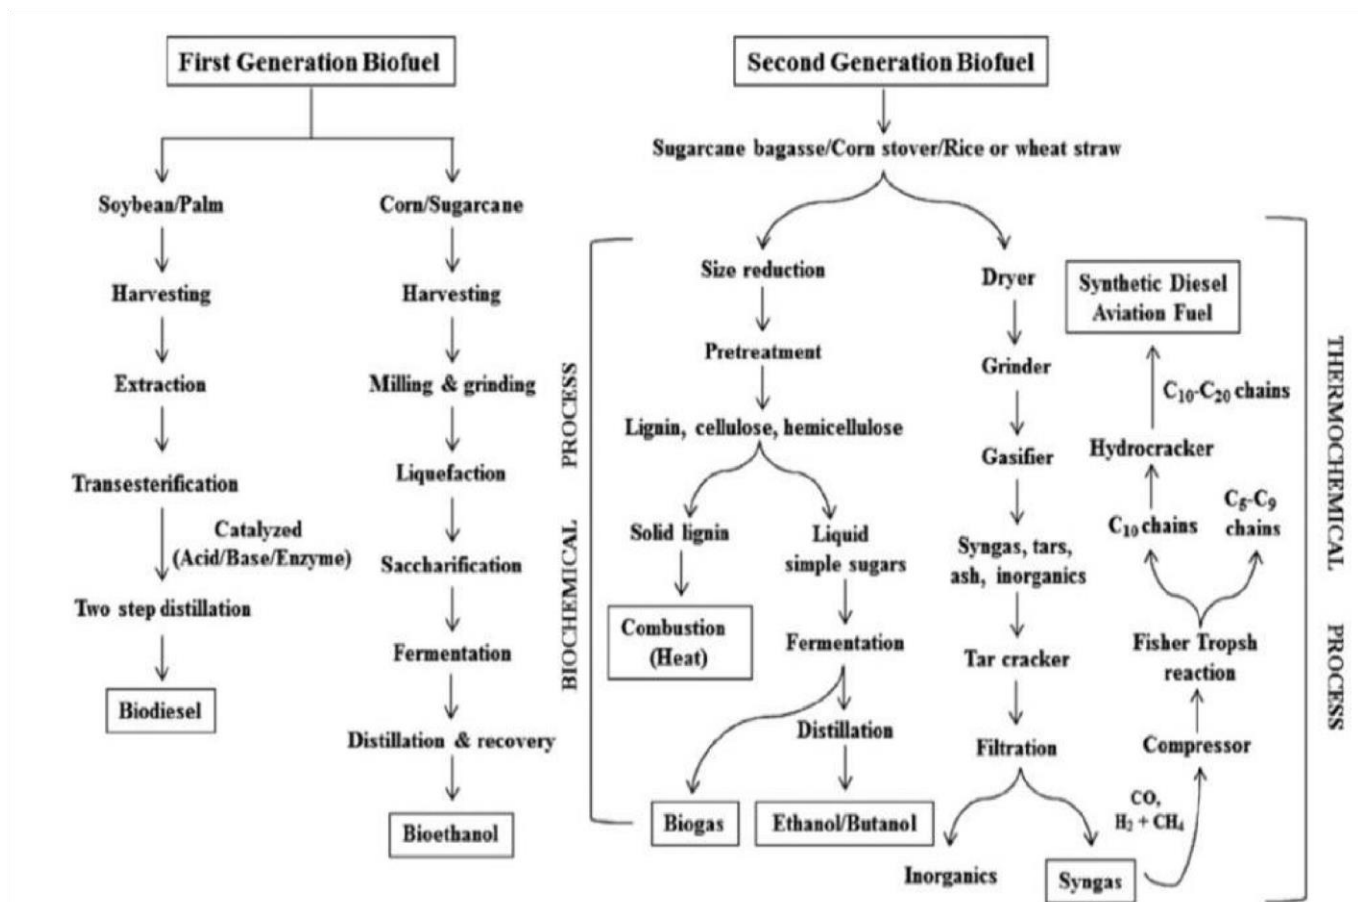 First Generation Biofuel
Soybean/Palm
Harvesting
Extraction
Transesterification
Catalyzed
(Acid/Base/Enzyme)
Two step distillation
Biodiesel
Corn/Sugarcane
Harvesting
Milling & grinding
Liquefaction
Saccharification
Fermentation
Distillation & recovery
Bioethanol
Second Generation Biofuel
Sugarcane bagasse/Corn stover/Rice or wheat straw
BIOCHEMICAL PROCESS
Size reduction
Pretreatment
Lignin, cellulose, hemicellulose
Solid lignin
Combustion
(Heat)
Liquid
simple sugars
Fermentation
Biogas
Distillation
Ethanol/Butanol
Dryer
Grinder
Gasifier
Syngas, tars,
ash, inorganics
Tar cracker
Filtration
Inorganics
Syngas
CO,
H₂ + CH₄
Compressor
Fisher Tropsh
reaction
C₁₀ chains
C₅-C₉
chains
Hydrocracker
C₁₀-C₂₀ chains
Synthetic Diesel
Aviation Fuel
THERMOCHEMICAL PROCESS